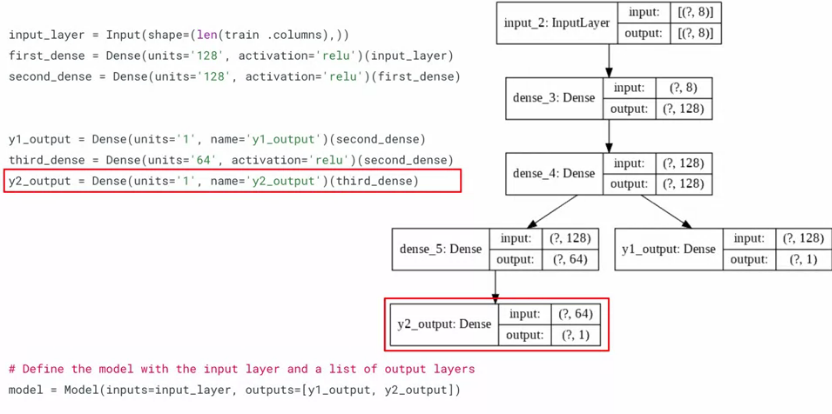 input_layer = Input(shape=(len(train .columns),))
first_dense = Dense(units='128', activation='relu')(input_layer)
second_dense = Dense(units='128', activation='relu')(first_dense)
y1_output = Dense(units='1', name='y1_output')(second_dense)
third_dense = Dense(units='64', activation='relu')(second_dense)
y2_output = Dense(units='1', name='y2_output')(third_dense)
# Define the model with the input layer and a list of output layers
model = Model(inputs=input_layer, outputs=[y1_output, y2_output])
input_2: InputLayer
input: [(?, 8)]
output: [(?, 8)]
dense_3: Dense
input: (?, 8)
output: (?, 128)
dense_4: Dense
input: (?, 128)
output: (?, 128)
dense_5: Dense
input: (?, 128)
output: (?, 64)
y1_output: Dense
input: (?, 128)
output: (?, 1)
y2_output: Dense
input: (?, 64)
output: (?, 1)